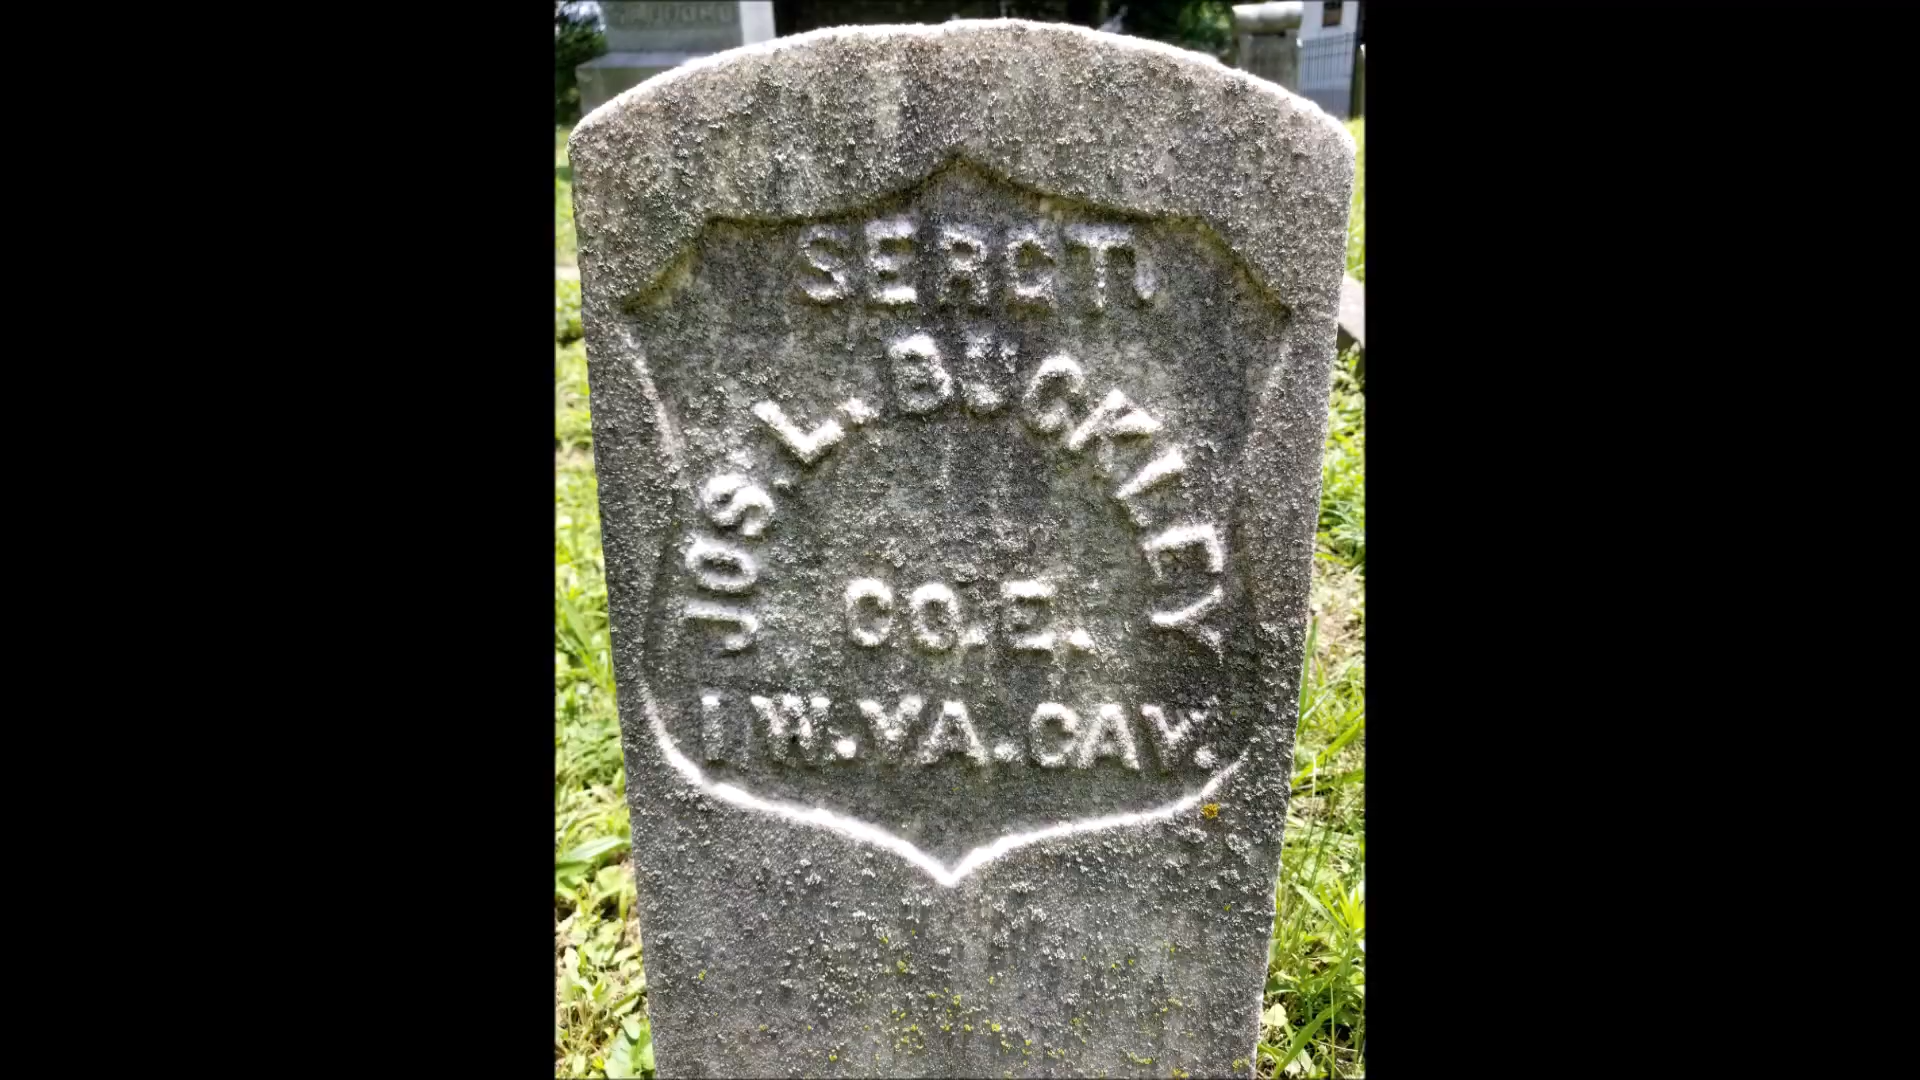 SERGT.
JOS. L. BUCKLEY
CO. E.
1 W. VA. CAV.